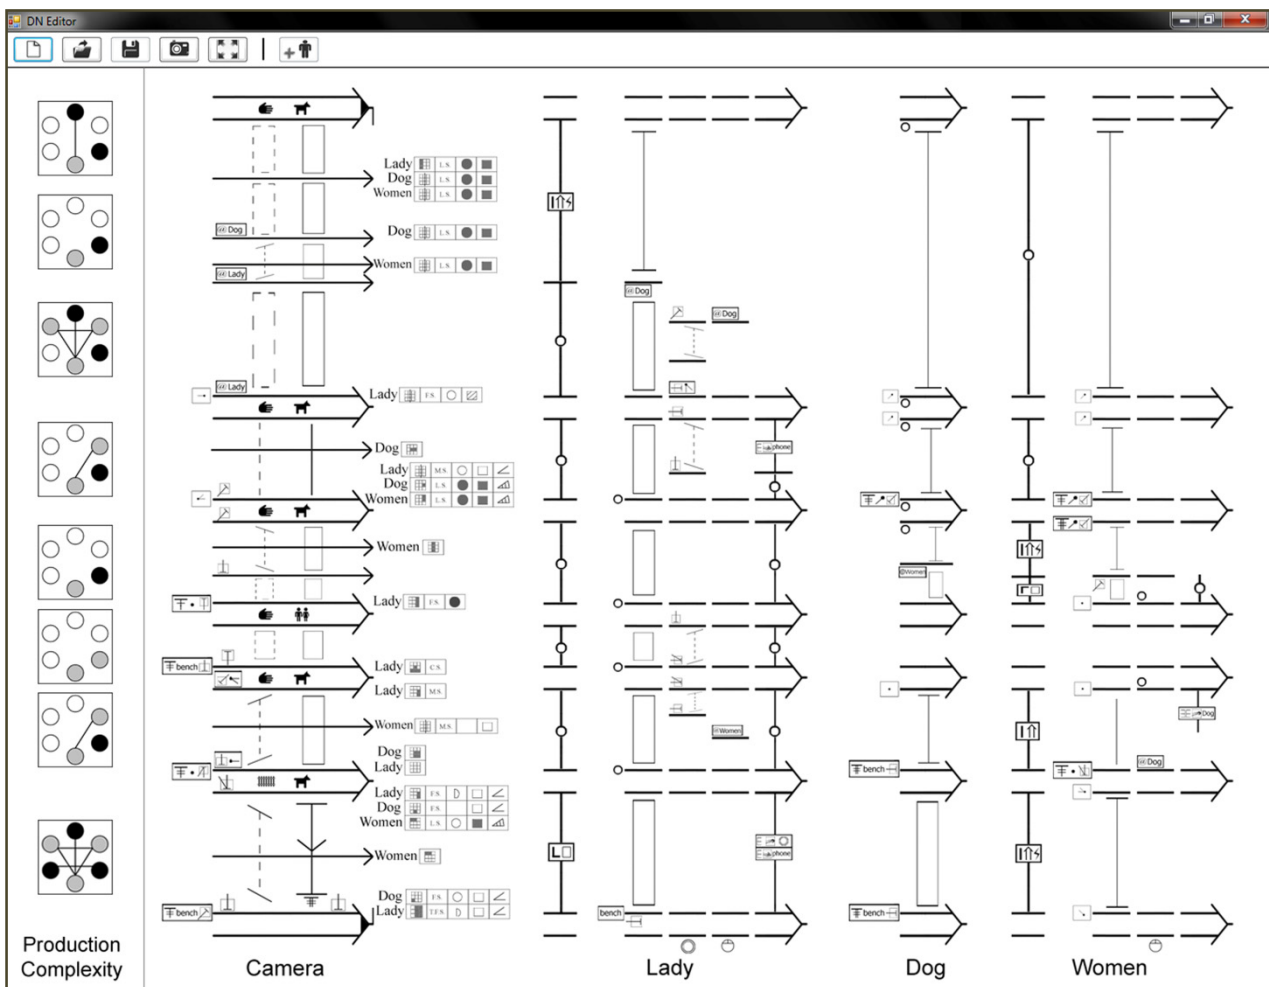 DN Editor
Lady L.S.
Dog L.S.
Women L.S.
@ Dog
Dog L.S.
Women L.S.
@ Lady
@ Dog
@ Dog
@ Lady
Lady F.S.
Dog
phone
Lady M.S.
Dog L.S.
Women L.S.
Women
@Women
Lady F.S.
bench
Lady C.S.
Lady M.S.
Dog
Women M.S.
@Women
Dog
@ Dog
Lady
bench
Lady F.S.
Dog F.S.
Women L.S.
phone
Women
L
Dog F.S.
Lady T.F.S.
bench
bench
bench
Production
Complexity
Camera
Lady
Dog
Women